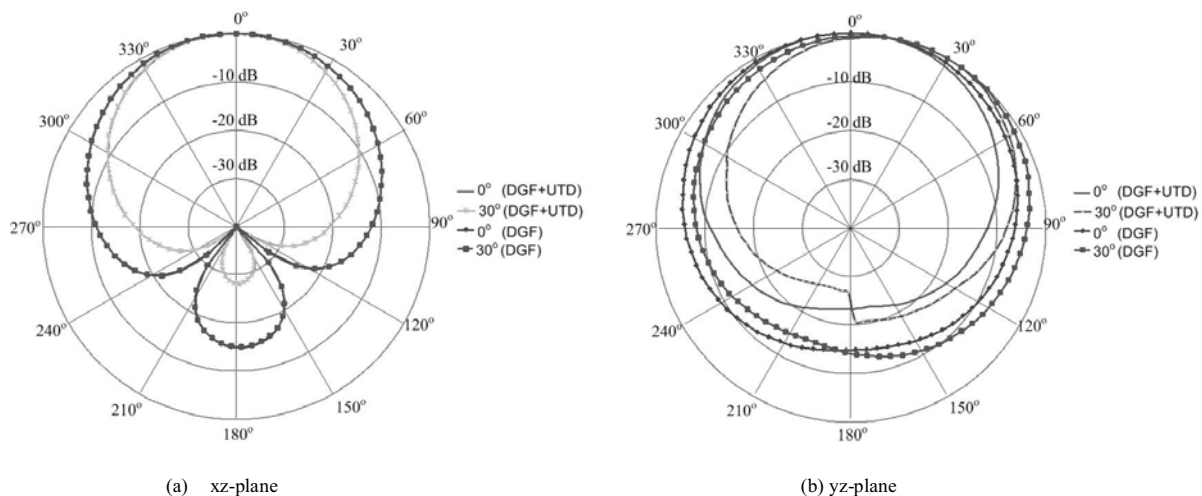 0°
330°
30°
-10 dB
300°
60°
-20 dB
-30 dB
270°
90°
240°
120°
210°
150°
180°
0° (DGF+UTD)
30° (DGF+UTD)
0° (DGF)
30° (DGF)
(a) xz-plane
0°
330°
30°
-10 dB
300°
60°
-20 dB
-30 dB
270°
90°
240°
120°
210°
150°
180°
0° (DGF+UTD)
30° (DGF+UTD)
0° (DGF)
30° (DGF)
(b) yz-plane